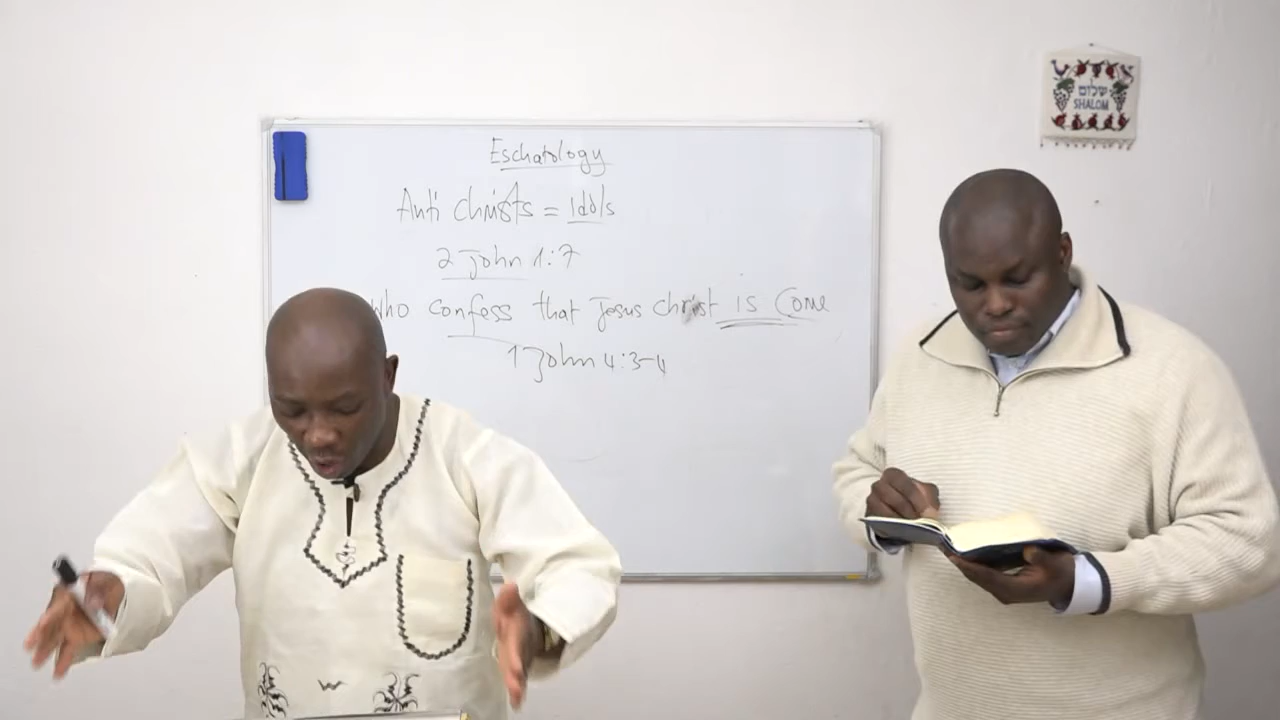 Eschatology
Anti christs = Idols
2 John 1:7
who confess that Jesus christ is come
1 John 4:3-4
שלום
SHALOM